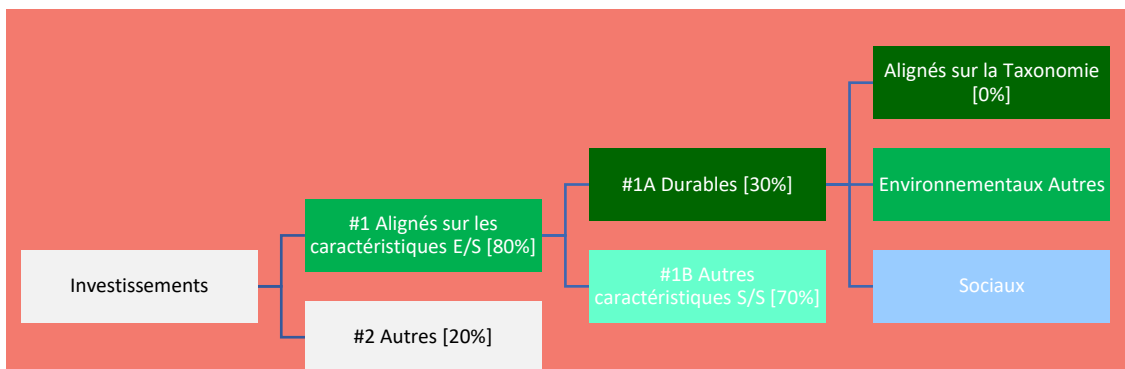 Investissements
#1 Alignés sur les
caractéristiques E/S [80%]
#2 Autres [20%]
#1A Durables [30%]
#1B Autres
caractéristiques S/S [70%]
Alignés sur la Taxonomie
[0%]
Environnementaux Autres
Sociaux